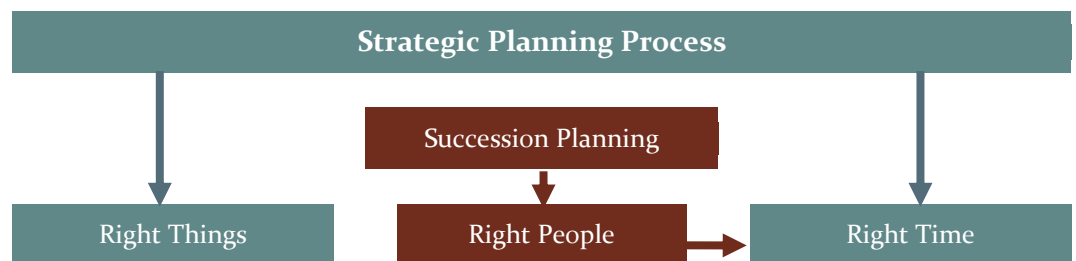 Strategic Planning Process
Succession Planning
Right Things
Right People
Right Time